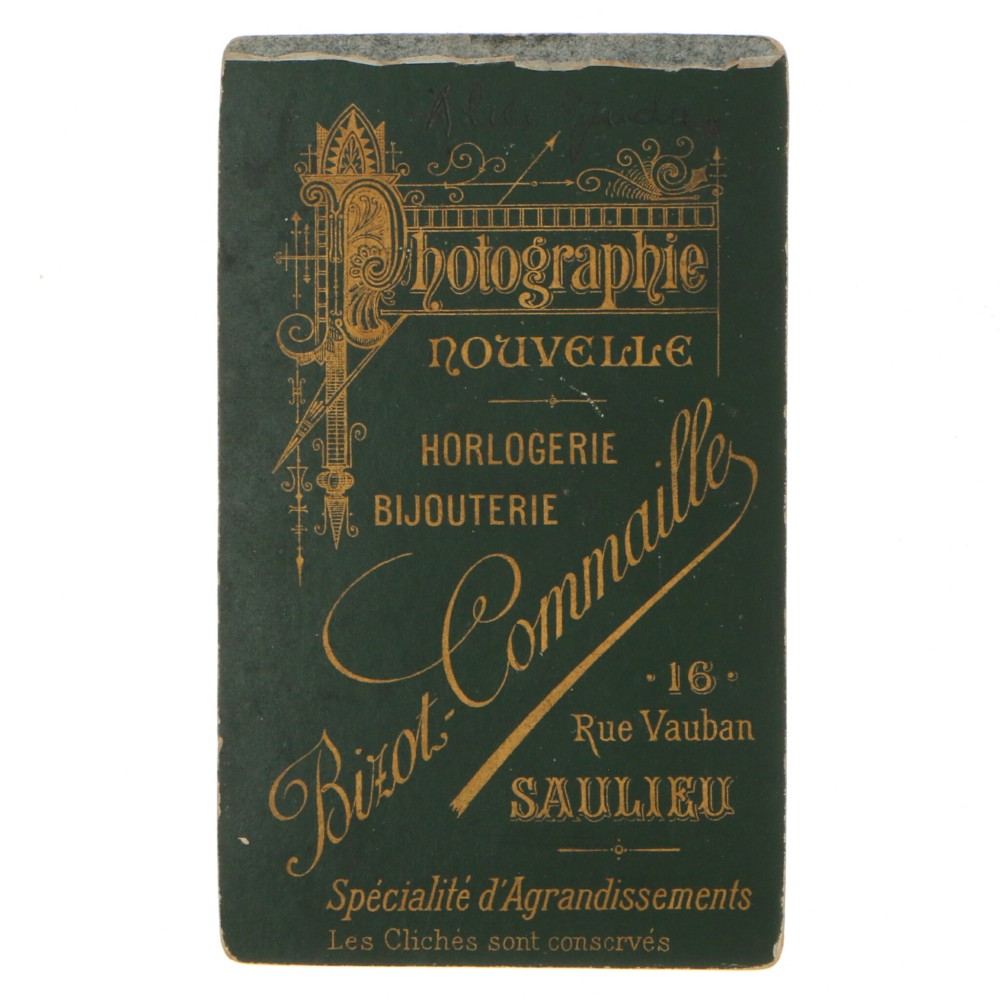 Photographie
NOUVELLE
HORLOGERIE
BIJOUTERIE
Bizot-Commaille
· 16 ·
Rue Vauban
SAULIEU
Spécialité d'Agrandissements
Les Clichés sont conservés